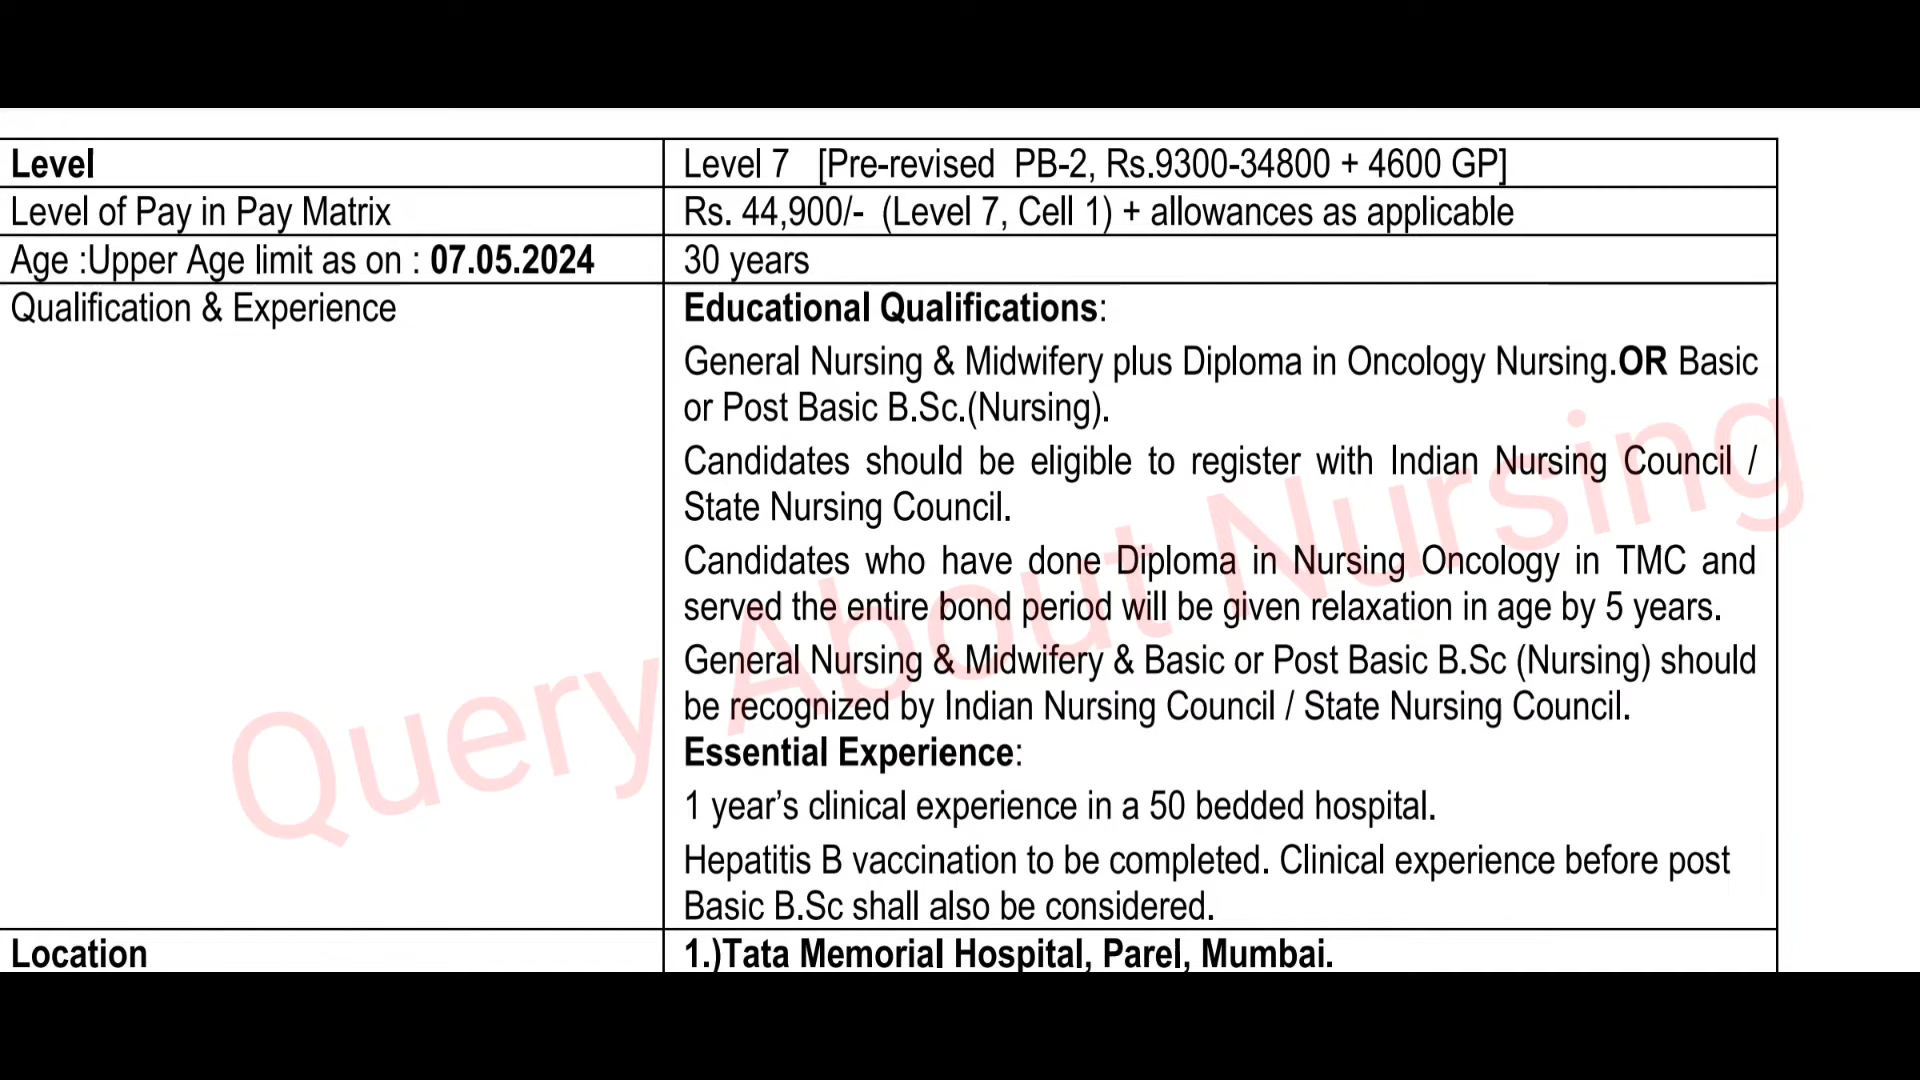 Level
Level 7 [Pre-revised PB-2, Rs.9300-34800 + 4600 GP]
Level of Pay in Pay Matrix
Rs. 44,900/- (Level 7, Cell 1) + allowances as applicable
Age :Upper Age limit as on : 07.05.2024
30 years
Qualification & Experience
Educational Qualifications:
General Nursing & Midwifery plus Diploma in Oncology Nursing.OR Basic
or Post Basic B.Sc.(Nursing).
Candidates should be eligible to register with Indian Nursing Council /
State Nursing Council.
Candidates who have done Diploma in Nursing Oncology in TMC and
served the entire bond period will be given relaxation in age by 5 years.
General Nursing & Midwifery & Basic or Post Basic B.Sc (Nursing) should
be recognized by Indian Nursing Council / State Nursing Council.
Essential Experience:
1 year’s clinical experience in a 50 bedded hospital.
Hepatitis B vaccination to be completed. Clinical experience before post
Basic B.Sc shall also be considered.
Location
1.)Tata Memorial Hospital, Parel, Mumbai.
Query About Nursing